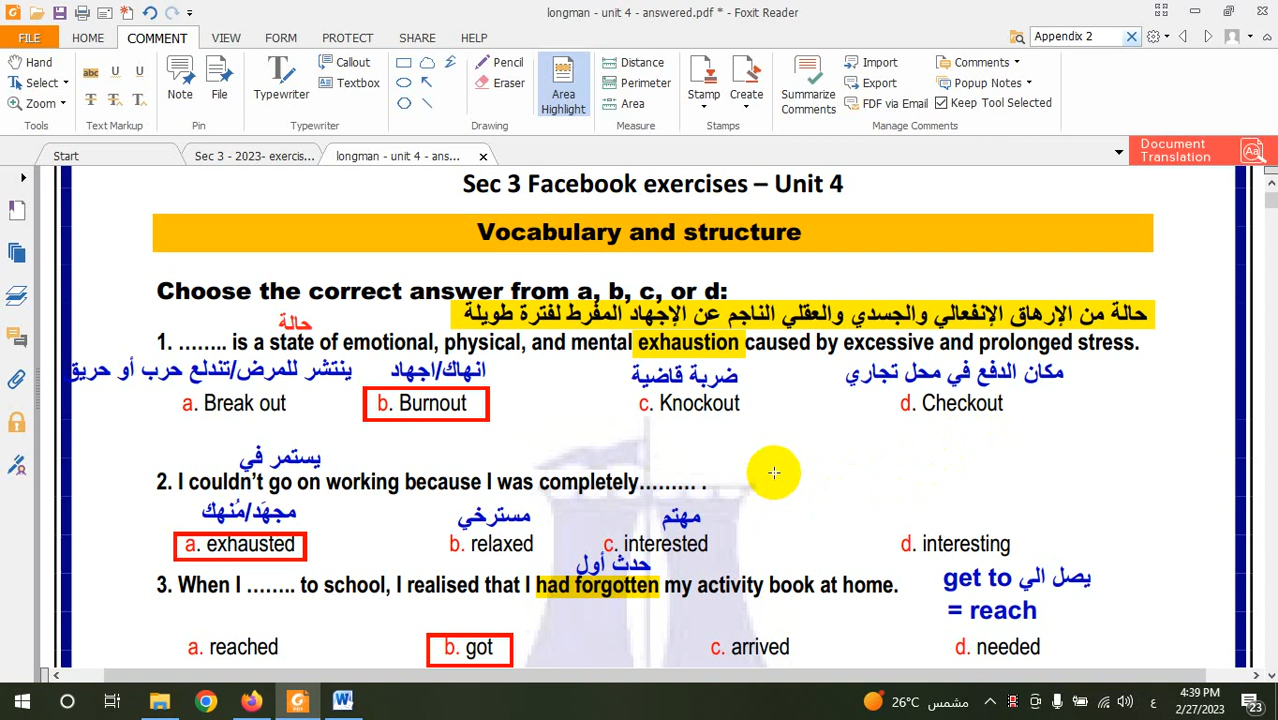 longman - unit 4 - answered.pdf * - Foxit Reader
FILE HOME COMMENT VIEW FORM PROTECT SHARE HELP
Appendix 2
Hand
Select
Zoom
Tools
Text Markup
Note
File
Pin
Typewriter
Callout
Textbox
Typewriter
Pencil
Eraser
Drawing
Area Highlight
Distance
Perimeter
Area
Measure
Stamp
Create
Stamps
Summarize Comments
Import
Export
FDF via Email
Comments
Popup Notes
Keep Tool Selected
Manage Comments
Start
Sec 3 - 2023- exercis...
longman - unit 4 - ans...
Document Translation
Sec 3 Facebook exercises – Unit 4
Vocabulary and structure
Choose the correct answer from a, b, c, or d:
حالة من الإرهاق الإنفعالي والجسدي والعقلي الناجم عن الإجهاد المفرط لفترة طويلة
حالة
1. …….. is a state of emotional, physical, and mental exhaustion caused by excessive and prolonged stress.
ينتشر للمرض/تندلع حرب أو حريق انهاك/اجهاد ضربة قاضية مكان الدفع في محل تجاري
a. Break out b. Burnout c. Knockout d. Checkout
يستمر في
2. I couldn't go on working because I was completely……… .
مجهَد/مُنهك مسترخي مهتم
a. exhausted b. relaxed c. interested d. interesting
حدث أول
3. When I …….. to school, I realised that I had forgotten my activity book at home.
get to يصل الي
= reach
a. reached b. got c. arrived d. needed
26°C مشمس
ع
4:39 PM
2/27/2023
23